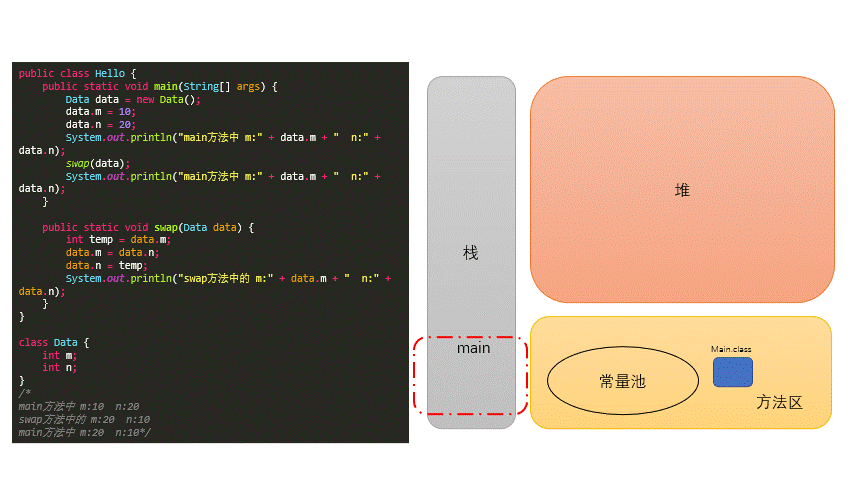 public class Hello {
    public static void main(String[] args) {
        Data data = new Data();
        data.m = 10;
        data.n = 20;
        System.out.println("main方法中 m:" + data.m + "  n:" +
data.n);
        swap(data);
        System.out.println("main方法中 m:" + data.m + "  n:" +
data.n);
    }

    public static void swap(Data data) {
        int temp = data.m;
        data.m = data.n;
        data.n = temp;
        System.out.println("swap方法中的 m:" + data.m + "  n:" +
data.n);
    }
}

class Data {
    int m;
    int n;
}
/*
main方法中 m:10  n:20
swap方法中的 m:20  n:10
main方法中 m:20  n:10*/
栈
main
堆
Main.class
常量池
方法区